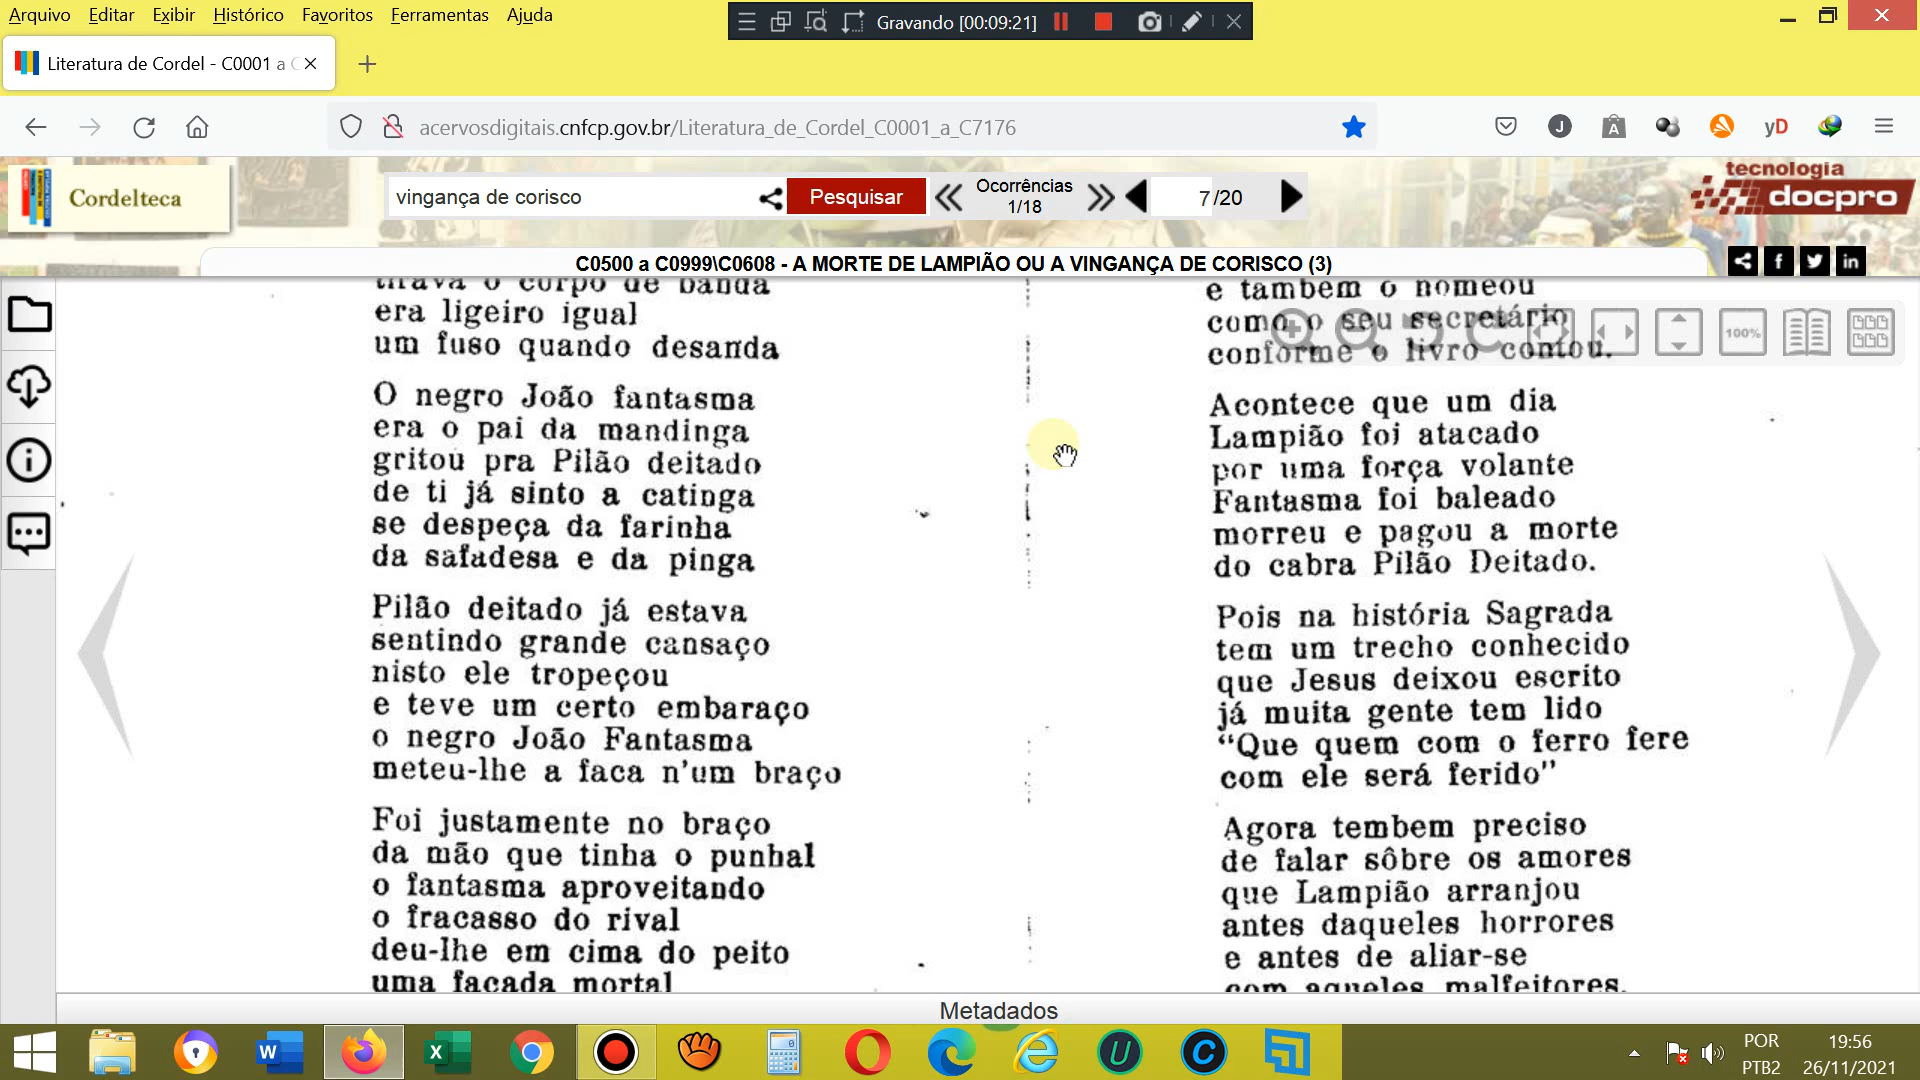 Arquivo Editar Exibir Histórico Favoritos Ferramentas Ajuda
Gravando [00:09:21]
Literatura de Cordel - C0001 a C
acervosdigitais.cnfcp.gov.br/Literatura_de_Cordel_C0001_a_C7176
J
A
yD
Cordelteca
vingança de corisco
Pesquisar
Ocorrências
1/18
7 /20
tecnologia
docpro
C0500 a C0999\C0608 - A MORTE DE LAMPIÃO OU A VINGANÇA DE CORISCO (3)
100%
tirava o corpo de banda
era ligeiro igual
um fuso quando desanda
O negro João fantasma
era o pai da mandinga
gritou pra Pilão deitado
de ti já sinto a catinga
se despeça da farinha
da safadesa e da pinga
Pilão deitado já estava
sentindo grande cansaço
nisto ele tropeçou
e teve um certo embaraço
o negro João Fantasma
meteu-lhe a faca n'um braço
Foi justamente no braço
da mão que tinha o punhal
o fantasma aproveitando
o fracasso do rival
deu-lhe em cima do peito
uma facada mortal
e tambem o nomeou
como o seu secretário
conforme o livro contou.
Acontece que um dia
Lampião foi atacado
por uma força volante
Fantasma foi baleado
morreu e pagou a morte
do cabra Pilão Deitado.
Pois na história Sagrada
tem um trecho conhecido
que Jesus deixou escrito
já muita gente tem lido
“Que quem com o ferro fere
com ele será ferido”
Agora tembem preciso
de falar sôbre os amores
que Lampião arranjou
antes daqueles horrores
e antes de aliar-se
com aqueles malfeitores.
Metadados
POR
PTB2
19:56
26/11/2021